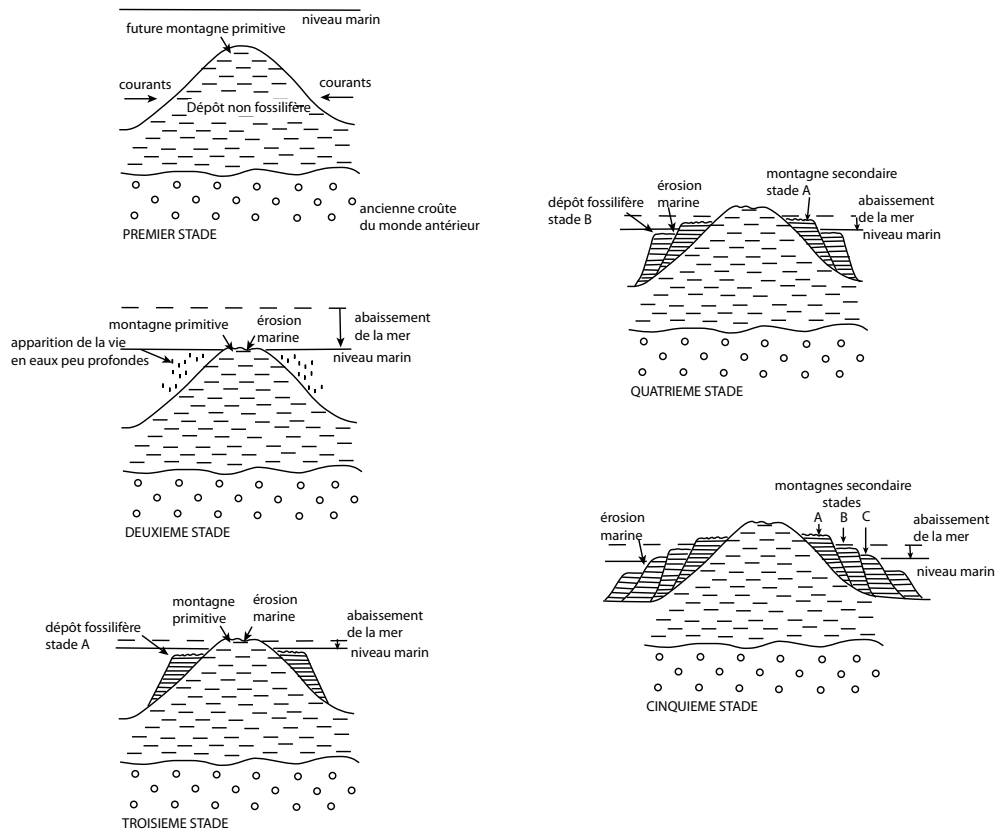 niveau marin
future montagne primitive
courants
courants
Dépôt non fossilifère
ancienne croûte
du monde antérieur
PREMIER STADE
abaissement
de la mer
montagne primitive
érosion
marine
apparition de la vie
en eaux peu profondes
niveau marin
DEUXIEME STADE
montagne
primitive
érosion
marine
abaissement
de la mer
dépôt fossilifère
stade A
niveau marin
TROISIEME STADE
montagne secondaire
stade A
érosion
marine
dépôt fossilifère
stade B
abaissement
de la mer
niveau marin
QUATRIEME STADE
montagnes secondaire
stades
A B C
érosion
marine
abaissement
de la mer
niveau marin
CINQUIEME STADE